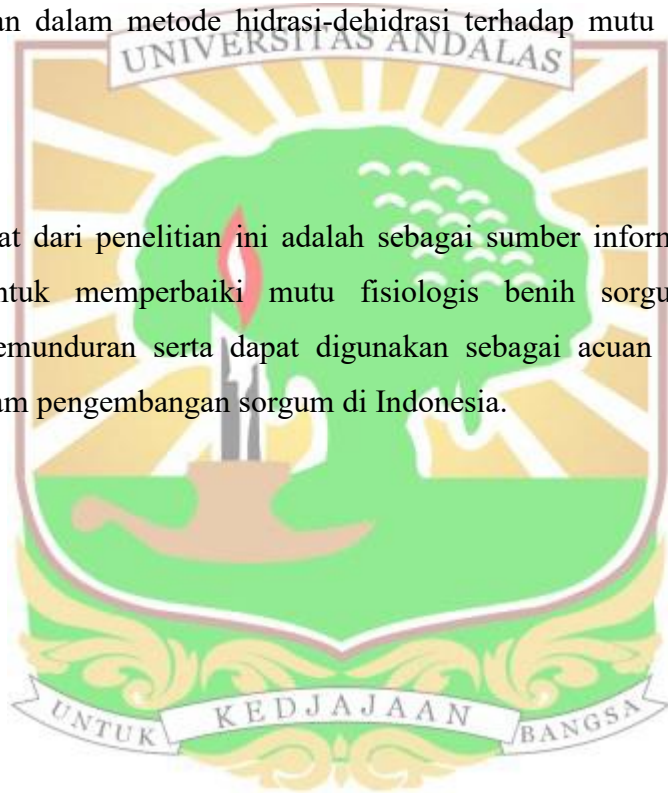 an dalam metode hidrasi-dehidrasi terhadap mutu
UNIVERSITAS ANDALAS
at dari penelitian ini adalah sebagai sumber inform
ntuk memperbaiki mutu fisiologis benih sorgu
emunduran serta dapat digunakan sebagai acuan
am pengembangan sorgum di Indonesia.
UNTUK KEDJAJAAN BANGSA